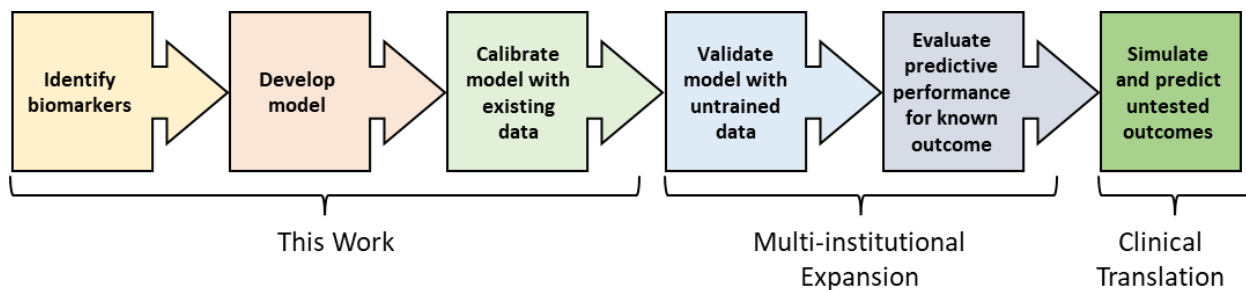 Identify
biomarkers
Develop
model
Calibrate
model with
existing
data
Validate
model with
untrained
data
Evaluate
predictive
performance
for known
outcome
Simulate
and predict
untested
outcomes
This Work
Multi-institutional
Expansion
Clinical
Translation